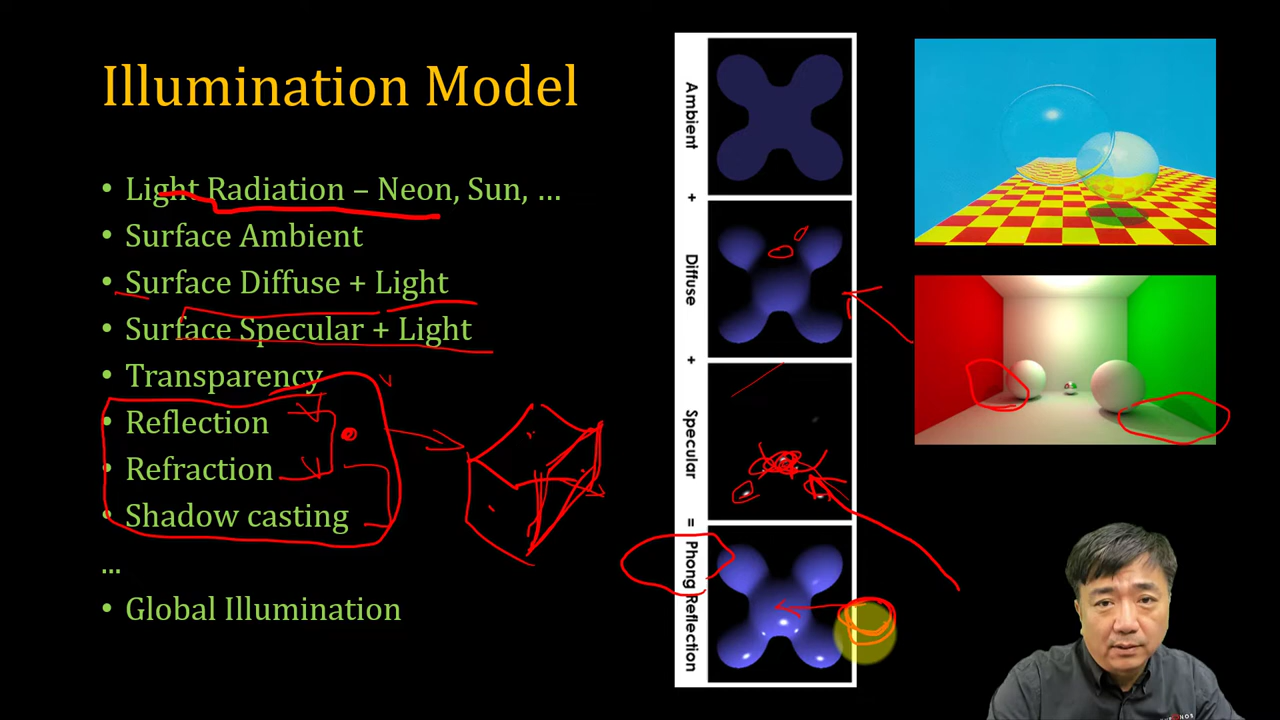 Illumination Model
• Light Radiation – Neon, Sun, ...
• Surface Ambient
• Surface Diffuse + Light
• Surface Specular + Light
• Transparency
• Reflection
• Refraction
• Shadow casting
...
• Global Illumination
Ambient
+
Diffuse
+
Specular
=
Phong Reflection